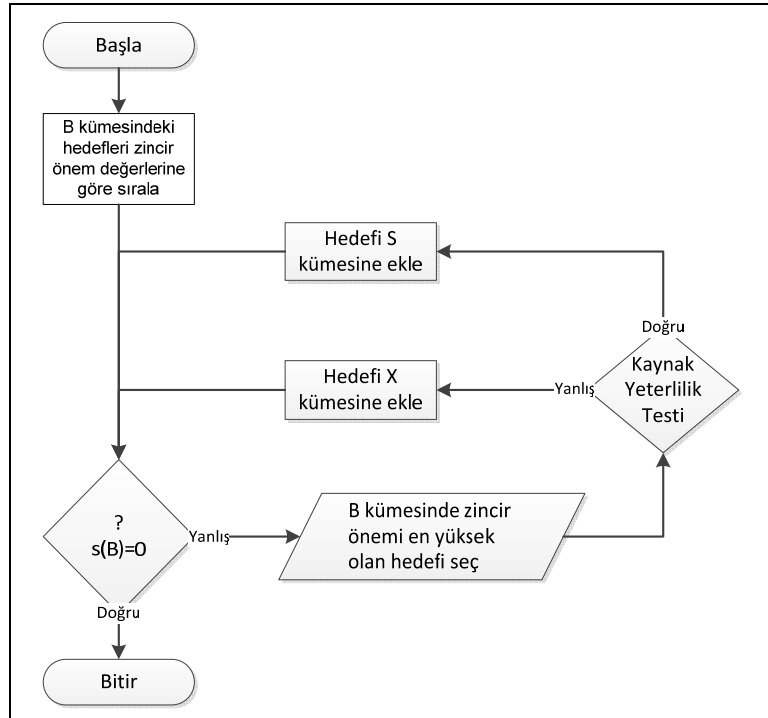 Başla
B kümesindeki
hedefleri zincir
önem değerlerine
göre sırala
Hedefi S
kümesine ekle
Doğru
Hedefi X
kümesine ekle
Yanlış
Kaynak
Yeterlilik
Testi
?
s(B)=0
Yanlış
B kümesinde zincir
önemi en yüksek
olan hedefi seç
Doğru
Bitir